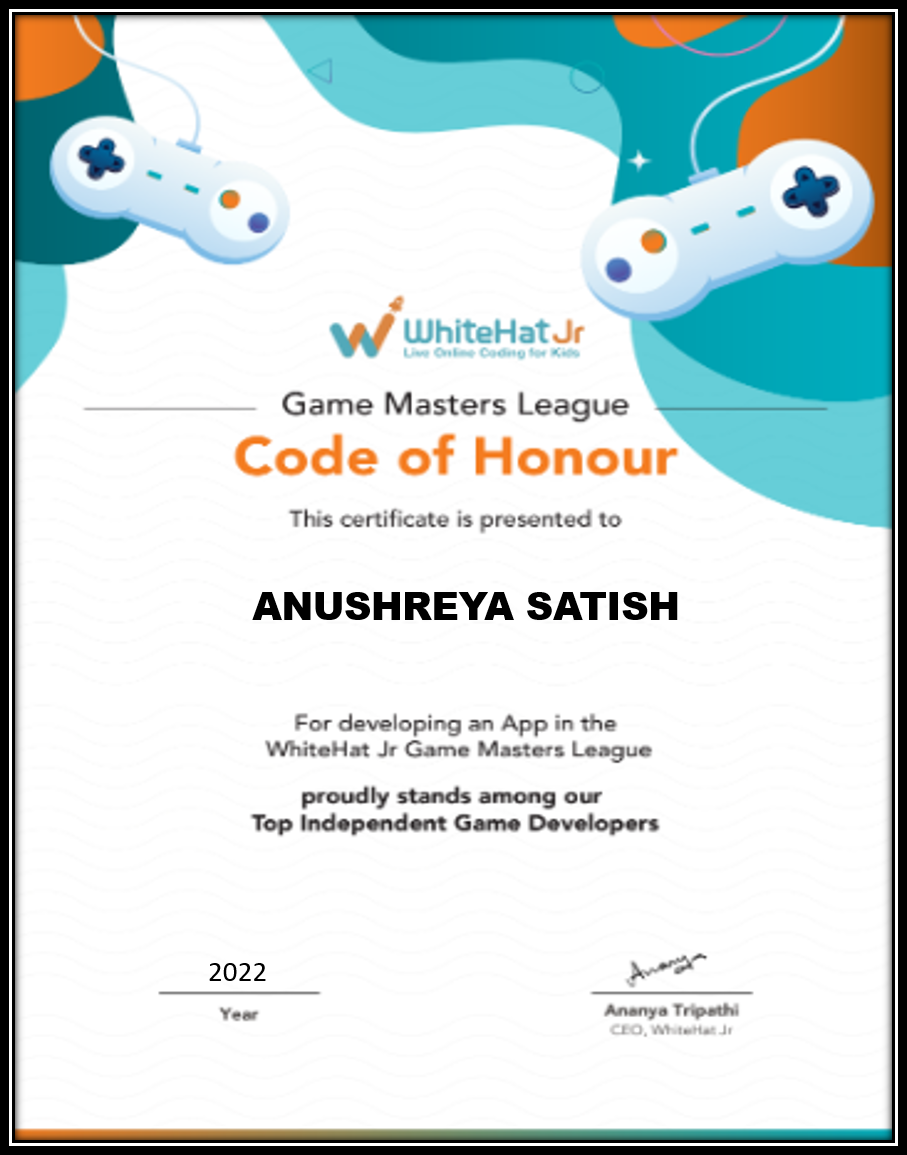 WhiteHat Jr
Live Online Coding for Kids
Game Masters League
Code of Honour
This certificate is presented to
ANUSHREYA SATISH
For developing an App in the
WhiteHat Jr Game Masters League
proudly stands among our
Top Independent Game Developers
2022
Year
Ananya
Ananya Tripathi
CEO, WhiteHat Jr